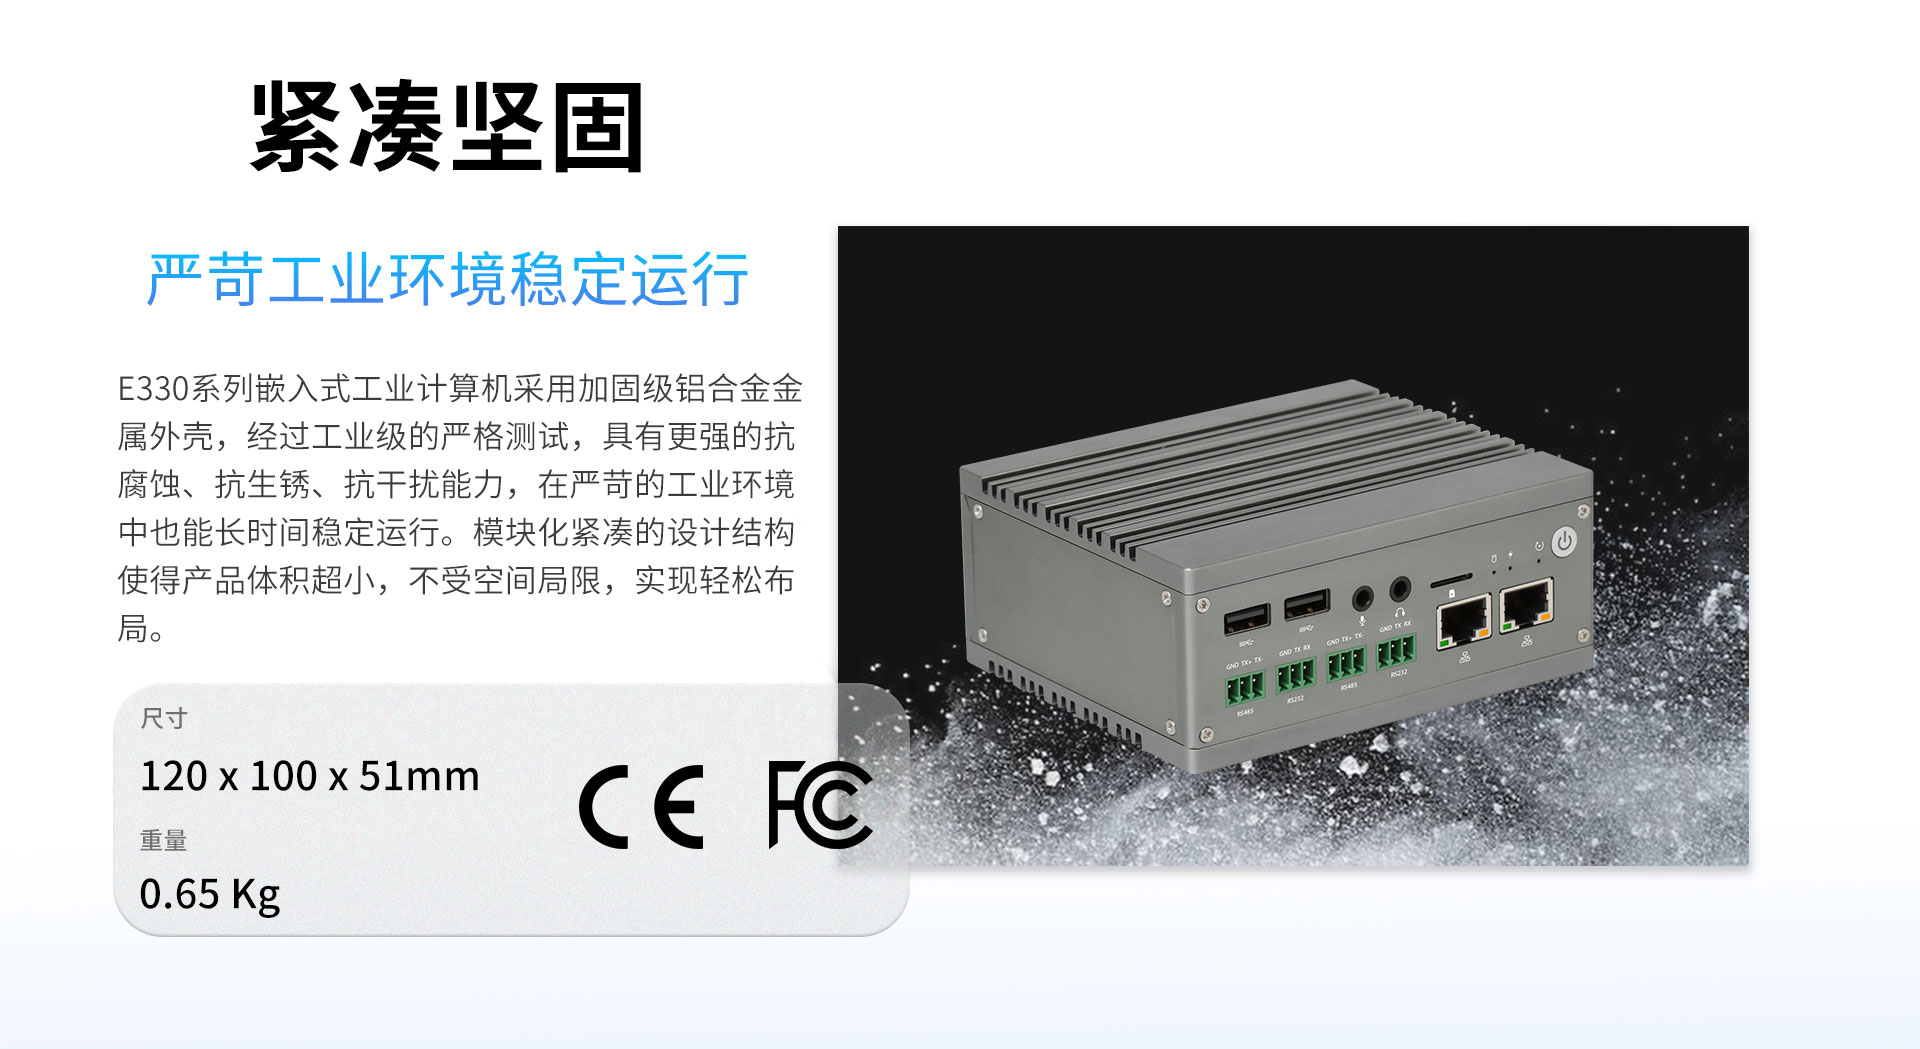 紧凑坚固
严苛工业环境稳定运行
E330系列嵌入式工业计算机采用加固级铝合金金
属外壳，经过工业级的严格测试，具有更强的抗
腐蚀、抗生锈、抗干扰能力，在严苛的工业环境
中也能长时间稳定运行。模块化紧凑的设计结构
使得产品体积超小，不受空间局限，实现轻松布
局。
尺寸
120 x 100 x 51mm
重量
0.65 Kg
CE FC
SS
SS
GND TX+ TX-
GND TX RX
GND TX+ TX-
GND TX RX
RS485
RS232
RS485
RS232